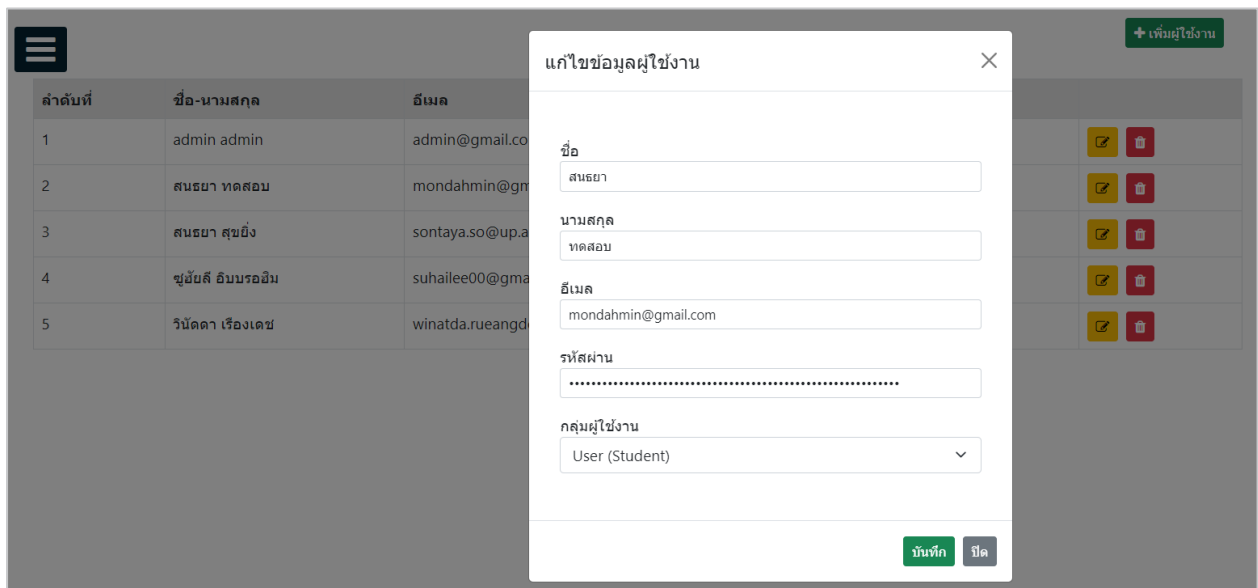 + เพิ่มผู้ใช้งาน
แก้ไขข้อมูลผู้ใช้งาน
ลำดับที่ ชื่อ-นามสกุล อีเมล
1 admin admin admin@gmail.co
2 สนธยา ทดสอบ mondahmin@gm
3 สนธยา สุขยิ่ง sontaya.so@up.a
4 ซูฮัยลี อิบบรอฮิม suhailee00@gma
5 วินัดดา เรืองเดช winatda.rueangd
ชื่อ
สนธยา
นามสกุล
ทดสอบ
อีเมล
mondahmin@gmail.com
รหัสผ่าน
กลุ่มผู้ใช้งาน
User (Student)
บันทึก ปิด